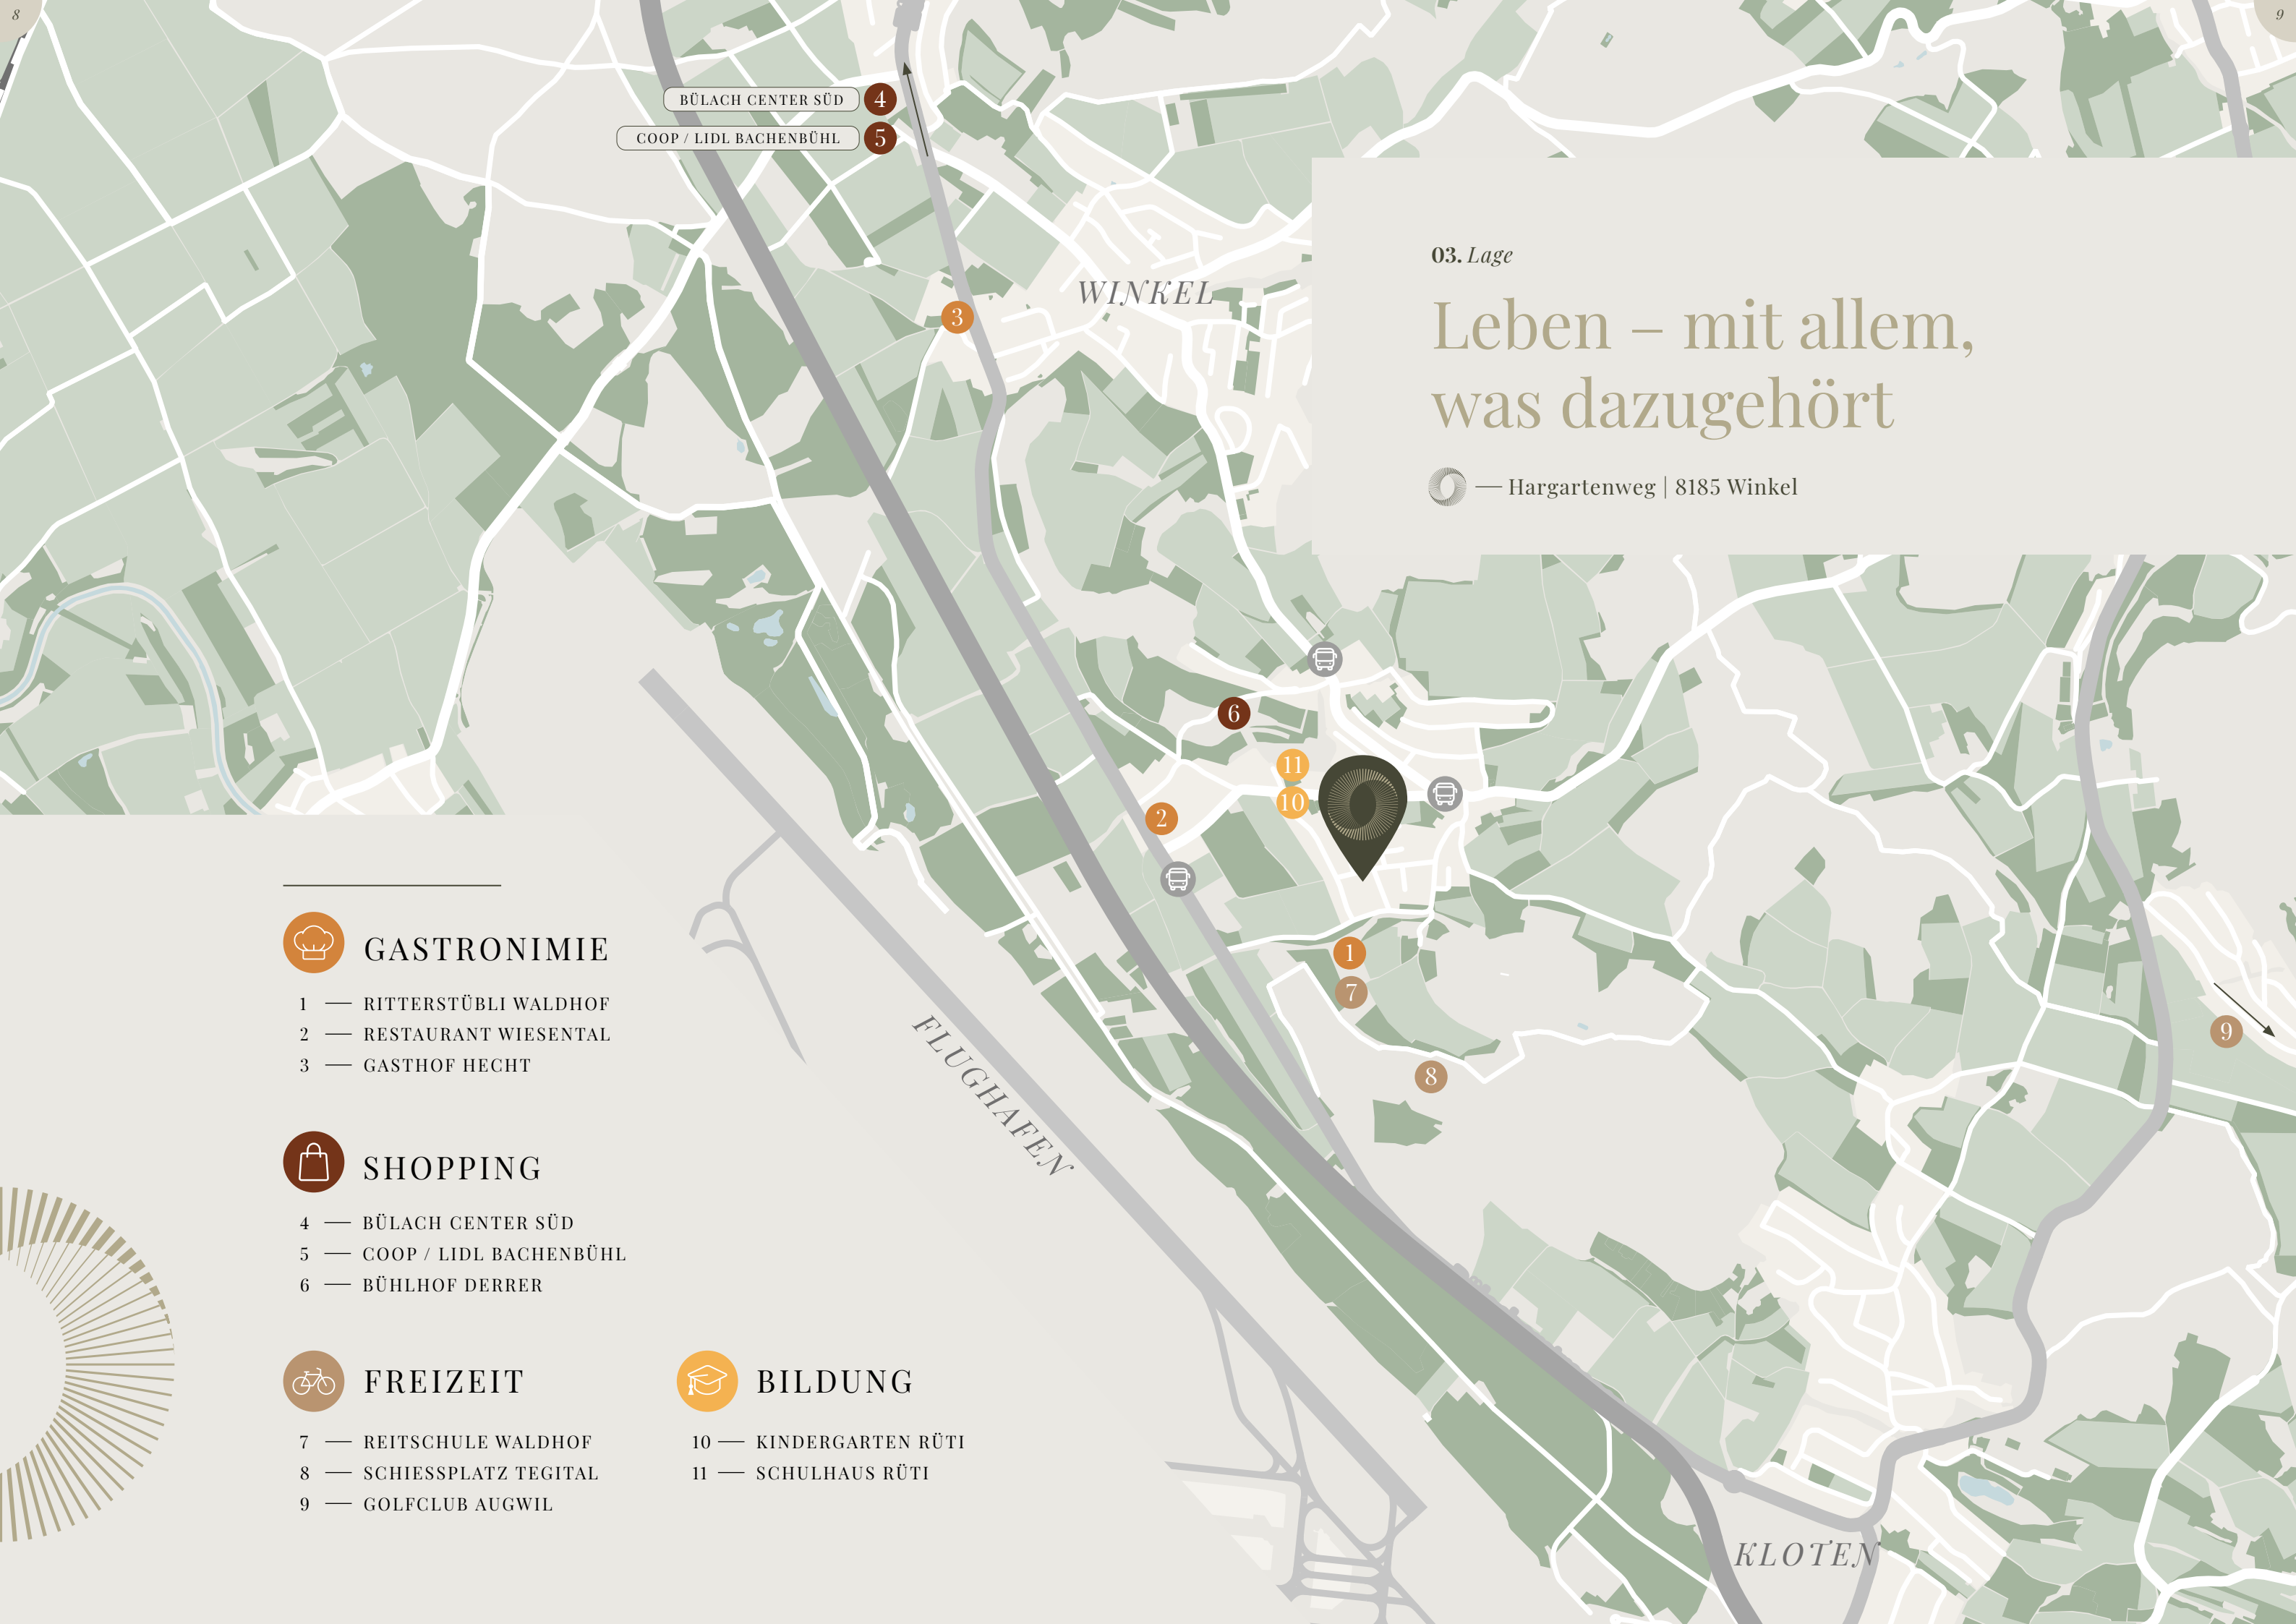 8
9
BÜLACH CENTER SÜD 4
COOP / LIDL BACHENBÜHL 5
03. Lage
Leben – mit allem,
was dazugehört
— Hargartenweg | 8185 Winkel
WINKEL
3
6
11
10
2
1
7
8
9
FLUGHAFEN
KLOTEN
GASTRONIMIE
1 — RITTERSTÜBLI WALDHOF
2 — RESTAURANT WIESENTAL
3 — GASTHOF HECHT
SHOPPING
4 — BÜLACH CENTER SÜD
5 — COOP / LIDL BACHENBÜHL
6 — BÜHLHOF DERRER
FREIZEIT
7 — REITSCHULE WALDHOF
8 — SCHIESSPLATZ TEGITAL
9 — GOLFCLUB AUGWIL
BILDUNG
10 — KINDERGARTEN RÜTI
11 — SCHULHAUS RÜTI